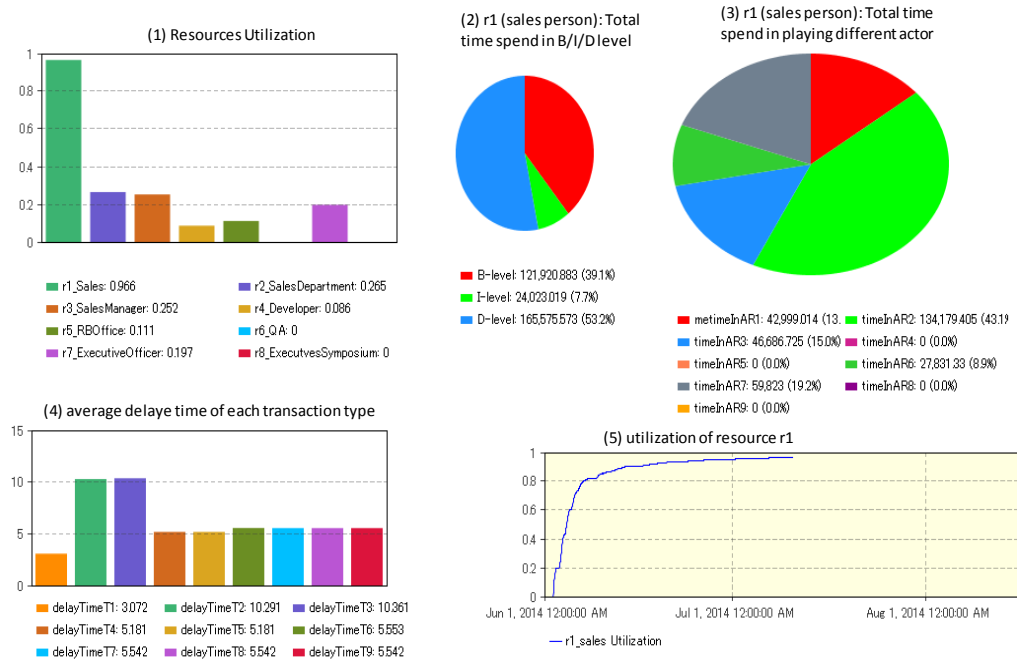 (1) Resources Utilization
1
0.8
0.6
0.4
0.2
0
r1_Sales: 0.966
r2_SalesDepartment: 0.265
r3_SalesManager: 0.252
r4_Developer: 0.086
r5_RBOffice: 0.111
r6_QA: 0
r7_ExecutiveOfficer: 0.197
r8_ExecutvesSymposium: 0
(2) r1 (sales person): Total
time spend in B/I/D level
B-level: 121,920.883 (39.1%)
I-level: 24,023.019 (7.7%)
D-level: 165,575.573 (53.2%)
(3) r1 (sales person): Total time
spend in playing different actor
metimeInAR1: 42,999.014 (13.
timeInAR2: 134,179.405 (43.1%
timeInAR3: 46,686.725 (15.0%)
timeInAR4: 0 (0.0%)
timeInAR5: 0 (0.0%)
timeInAR6: 27,831.33 (8.9%)
timeInAR7: 59,823 (19.2%)
timeInAR8: 0 (0.0%)
timeInAR9: 0 (0.0%)
(4) average delaye time of each transaction type
15
10
5
0
delayTimeT1: 3.072
delayTimeT2: 10.291
delayTimeT3: 10.361
delayTimeT4: 5.181
delayTimeT5: 5.181
delayTimeT6: 5.553
delayTimeT7: 5.542
delayTimeT8: 5.542
delayTimeT9: 5.542
(5) utilization of resource r1
1
0.8
0.6
0.4
0.2
0
Jun 1, 2014 12:00:00 AM
Jul 1, 2014 12:00:00 AM
Aug 1, 2014 12:00:00 AM
r1_sales Utilization